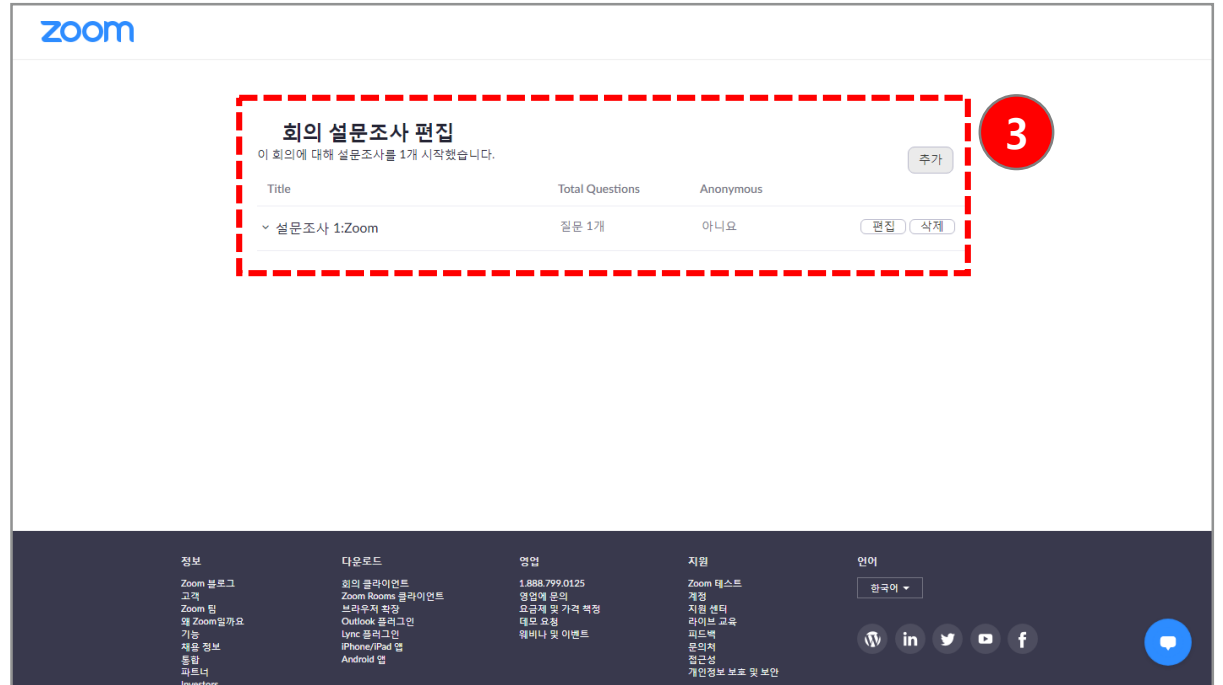 zoom
회의 설문조사 편집
이 회의에 대해 설문조사를 1개 시작했습니다.
추가
3
Title Total Questions Anonymous
설문조사 1:Zoom 질문 1개 아니요 편집 삭제
정보
Zoom 블로그
고객
Zoom 팀
왜 Zoom일까요
기능
채용 정보
통합
파트너
Investors
다운로드
회의 클라이언트
Zoom Rooms 클라이언트
브라우저 확장
Outlook 플러그인
Lync 플러그인
iPhone/iPad 앱
Android 앱
영업
1.888.799.0125
영업에 문의
요금제 및 가격 책정
데모 요청
웨비나 및 이벤트
지원
Zoom 테스트
계정
지원 센터
라이브 교육
피드백
문의처
접근성
개인정보 보호 및 보안
언어
한국어